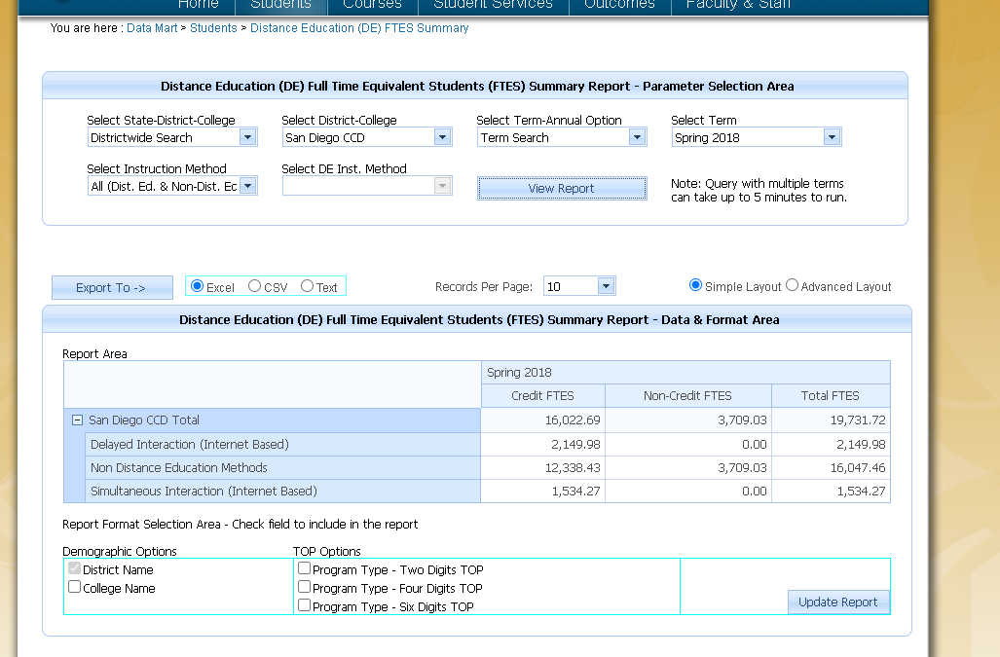 Home Students Courses Student Services Outcomes Faculty & Staff
You are here : Data Mart > Students > Distance Education (DE) FTES Summary
Distance Education (DE) Full Time Equivalent Students (FTES) Summary Report - Parameter Selection Area
Select State-District-College Select District-College Select Term-Annual Option Select Term
Districtwide Search San Diego CCD Term Search Spring 2018
Select Instruction Method Select DE Inst. Method
All (Dist. Ed. & Non-Dist. Ec View Report Note: Query with multiple terms
can take up to 5 minutes to run.
Export To -> Excel CSV Text Records Per Page: 10 Simple Layout Advanced Layout
Distance Education (DE) Full Time Equivalent Students (FTES) Summary Report - Data & Format Area
Report Area
Spring 2018
Credit FTES Non-Credit FTES Total FTES
San Diego CCD Total 16,022.69 3,709.03 19,731.72
Delayed Interaction (Internet Based) 2,149.98 0.00 2,149.98
Non Distance Education Methods 12,338.43 3,709.03 16,047.46
Simultaneous Interaction (Internet Based) 1,534.27 0.00 1,534.27
Report Format Selection Area - Check field to include in the report
Demographic Options TOP Options
District Name Program Type - Two Digits TOP
College Name Program Type - Four Digits TOP
Program Type - Six Digits TOP Update Report